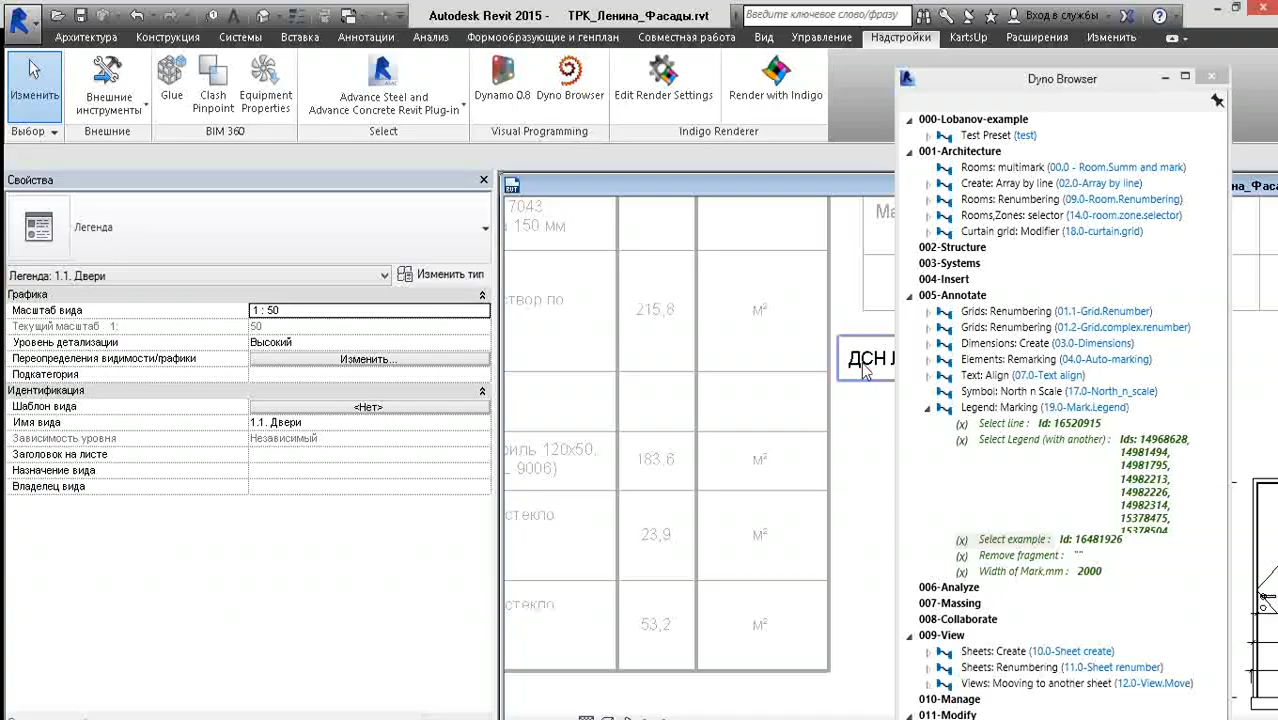 Autodesk Revit 2015 - ТРК_Ленина_Фасады.rvt
Введите ключевое слово/фразу
Вход в службы
Архитектура Конструкция Системы Вставка Аннотации Анализ Формообразующие и генплан Совместная работа Вид Управление Надстройки KartsUp Расширения Изменить
Изменить
Внешние инструменты
Glue
Clash Pinpoint
Equipment Properties
Advance Steel and Advance Concrete Revit Plug-in
Dynamo 0.8
Dyno Browser
Edit Render Settings
Render with Indigo
Выбор Внешние BIM 360 Select Visual Programming Indigo Renderer
Свойства
Легенда
Легенда: 1.1. Двери
Изменить тип
Графика
Масштаб вида 1 : 50
Текущий масштаб 1: 50
Уровень детализации Высокий
Переопределения видимости/графики Изменить...
Подкатегория
Идентификация
Шаблон вида <Нет>
Имя вида 1.1. Двери
Зависимость уровня Независимый
Заголовок на листе
Назначение вида
Владелец вида
7043
а 150 мм
створ по
215,8 м²
риль 120x50,
9006)
183,6 м²
стекло
23,9 м²
стекло
53,2 м²
ДСН
Dyno Browser
000-Lobanov-example
Test Preset (test)
001-Architecture
Rooms: multimark (00.0 - Room.Summ and mark)
Create: Array by line (02.0-Array by line)
Rooms: Renumbering (09.0-Room.Renumbering)
Rooms,Zones: selector (14.0-room.zone.selector)
Curtain grid: Modifier (18.0-curtain.grid)
002-Structure
003-Systems
004-Insert
005-Annotate
Grids: Renumbering (01.1-Grid.Renumber)
Grids: Renumbering (01.2-Grid.complex.renumber)
Dimensions: Create (03.0-Dimensions)
Elements: Remarking (04.0-Auto-marking)
Text: Align (07.0-Text align)
Symbol: North n Scale (17.0-North_n_scale)
Legend: Marking (19.0-Mark.Legend)
(x) Select line : Id: 16520915
(x) Select Legend (with another) : Ids: 14968628,
14981494,
14981795,
14982213,
14982226,
14982314,
15378475,
15378504
(x) Select example : Id: 16481926
(x) Remove fragment : ""
(x) Width of Mark,mm : 2000
006-Analyze
007-Massing
008-Collaborate
009-View
Sheets: Create (10.0-Sheet create)
Sheets: Renumbering (11.0-Sheet renumber)
Views: Mooving to another sheet (12.0-View.Move)
010-Manage
011-Modify